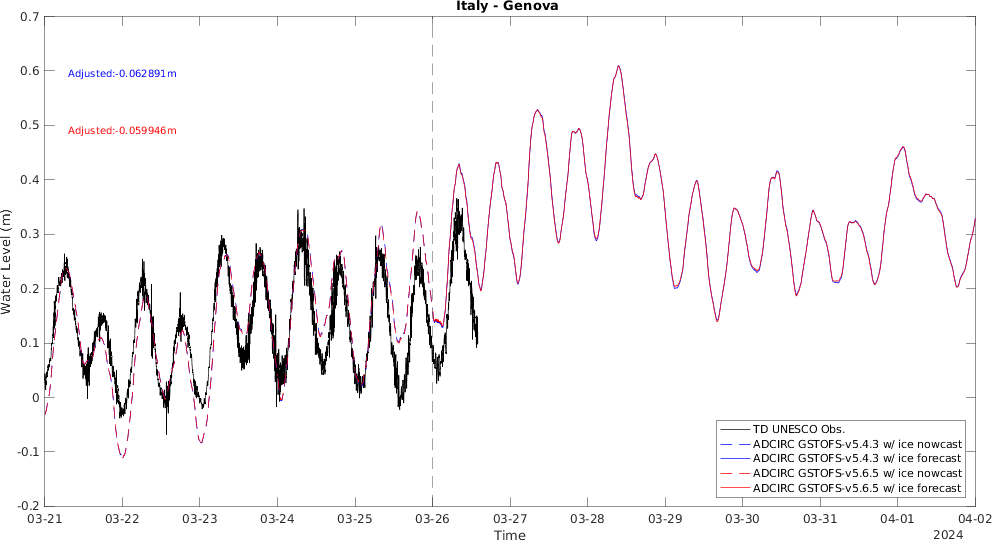 Italy - Genova
0.7
0.6
0.5
0.4
0.3
0.2
0.1
0
-0.1
-0.2
Water Level (m)
Adjusted:-0.062891m
Adjusted:-0.059946m
TD UNESCO Obs.
ADCIRC GSTOFS-v5.4.3 w/ ice nowcast
ADCIRC GSTOFS-v5.4.3 w/ ice forecast
ADCIRC GSTOFS-v5.6.5 w/ ice nowcast
ADCIRC GSTOFS-v5.6.5 w/ ice forecast
03-21 03-22 03-23 03-24 03-25 03-26 03-27 03-28 03-29 03-30 03-31 04-01 04-02
Time
2024